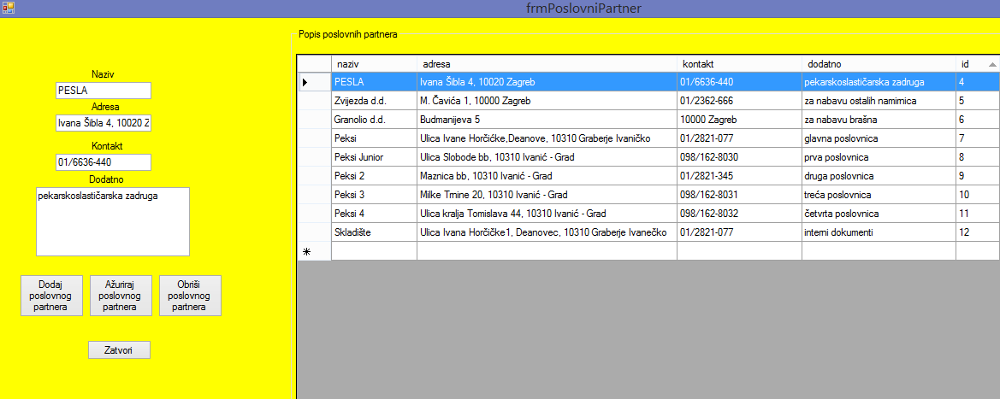 frmPoslovniPartner
Naziv
PESLA
Adresa
Ivana Šibla 4, 10020 Z
Kontakt
01/6636-440
Dodatno
pekarskoslastičarska zadruga
Dodaj
poslovnog
partnera
Ažuriraj
poslovnog
partnera
Obriši
poslovnog
partnera
Zatvori
Popis poslovnih partnera
naziv adresa kontakt dodatno id
PESLA Ivana Šibla 4, 10020 Zagreb 01/6636-440 pekarskoslastičarska zadruga 4
Zvijezda d.d. M. Čavića 1, 10000 Zagreb 01/2362-666 za nabavu ostalih namirnica 5
Granolio d.d. Budmanijeva 5 10000 Zagreb za nabavu brašna 6
Peksi Ulica Ivane Horčićke,Deanove, 10310 Graberje Ivaničko 01/2821-077 glavna poslovnica 7
Peksi Junior Ulica Slobode bb, 10310 Ivanić - Grad 098/162-8030 prva poslovnica 8
Peksi 2 Maznica bb, 10310 Ivanić - Grad 01/2821-345 druga poslovnica 9
Peksi 3 Milke Trnine 20, 10310 Ivanić - Grad 098/162-8031 treća poslovnica 10
Peksi 4 Ulica kralja Tomislava 44, 10310 Ivanić - Grad 098/162-8032 četvrta poslovnica 11
Skladište Ulica Ivana Horčičke1, Deanovec, 10310 Graberje Ivanečko 01/2821-077 interni dokumenti 12